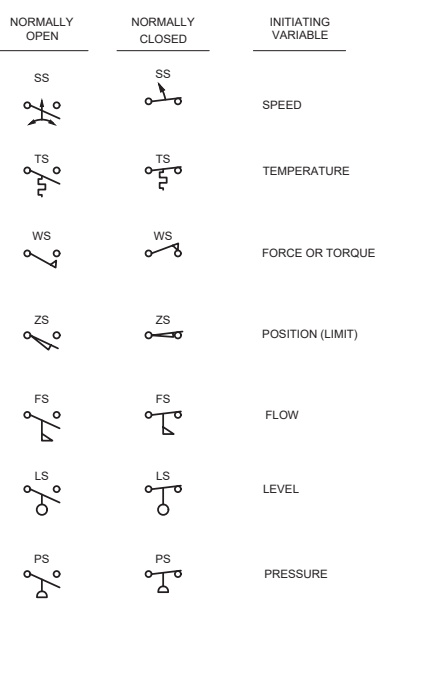 NORMALLY OPEN
NORMALLY CLOSED
INITIATING VARIABLE
SS SS SPEED
TS TS TEMPERATURE
WS WS FORCE OR TORQUE
ZS ZS POSITION (LIMIT)
FS FS FLOW
LS LS LEVEL
PS PS PRESSURE